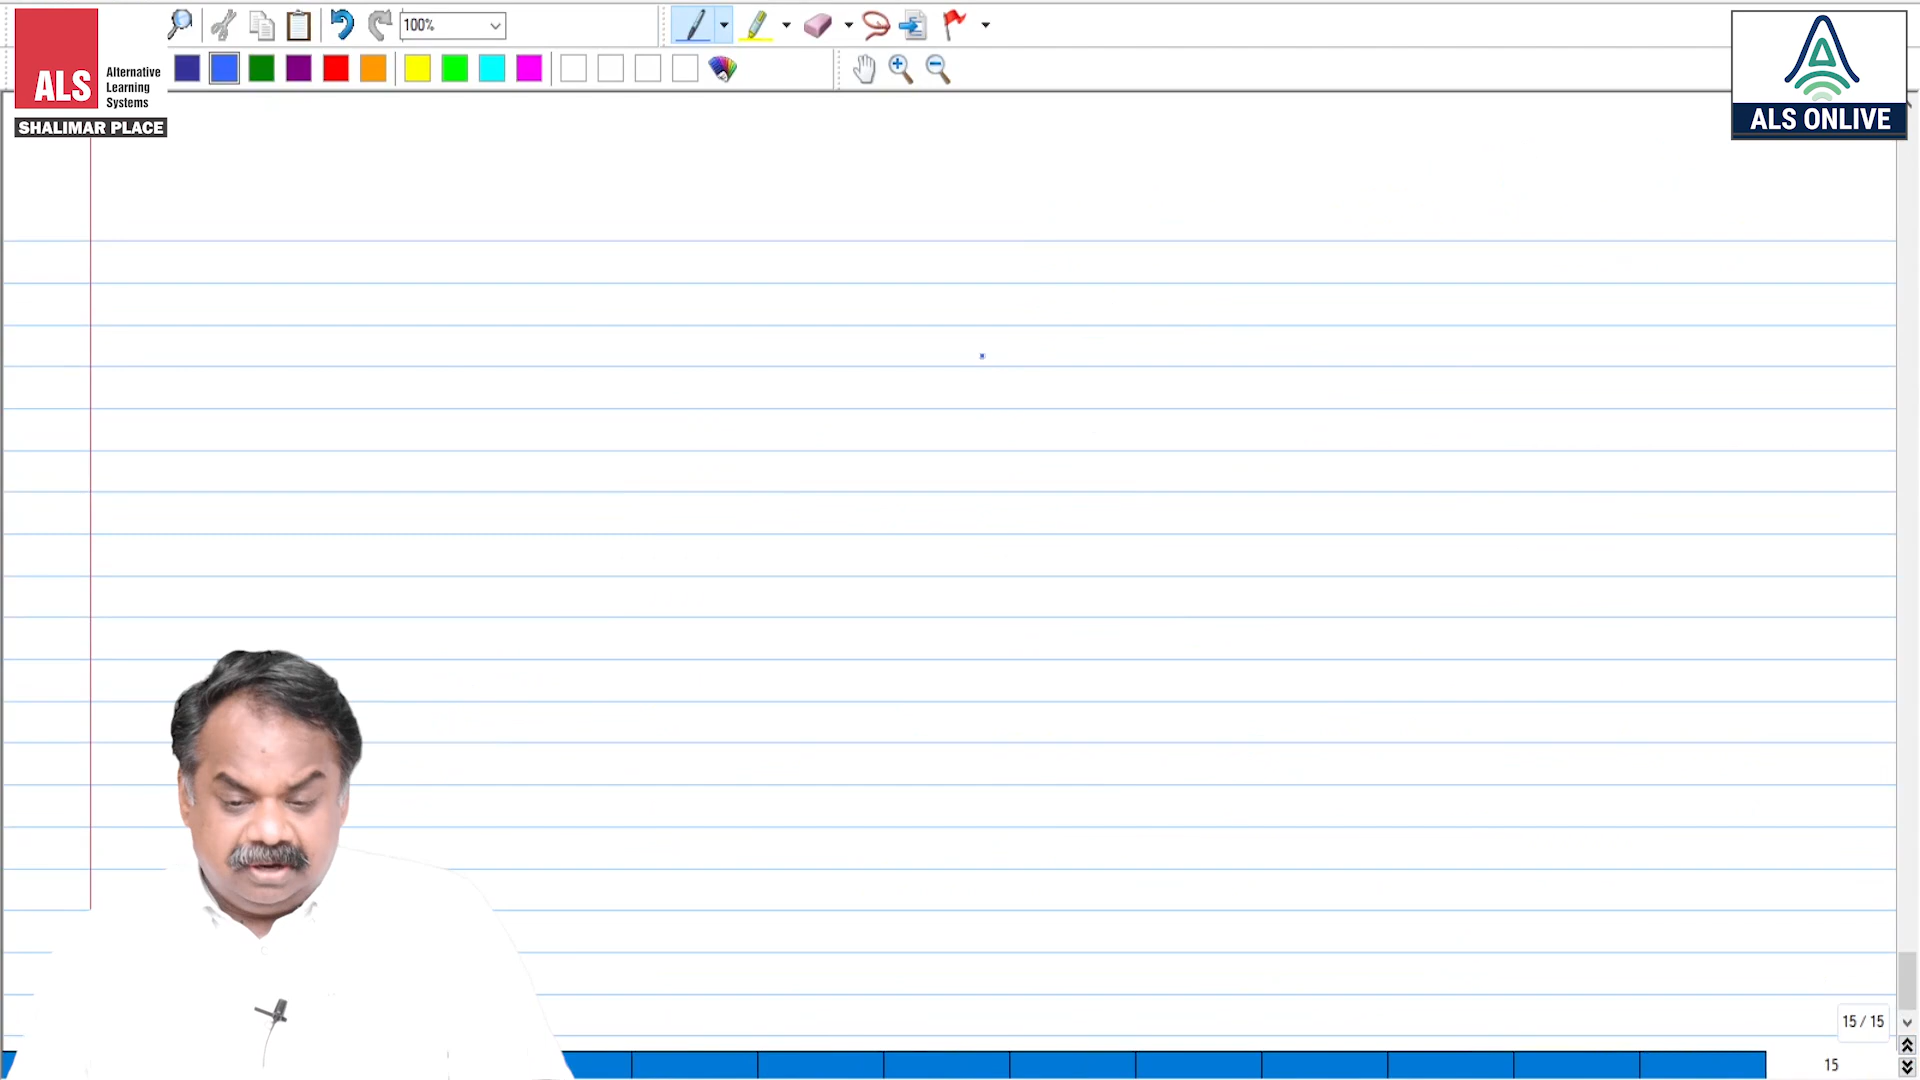 100%
ALS
Alternative
Learning
Systems
SHALIMAR PLACE
ALS ONLIVE
15 / 15
15